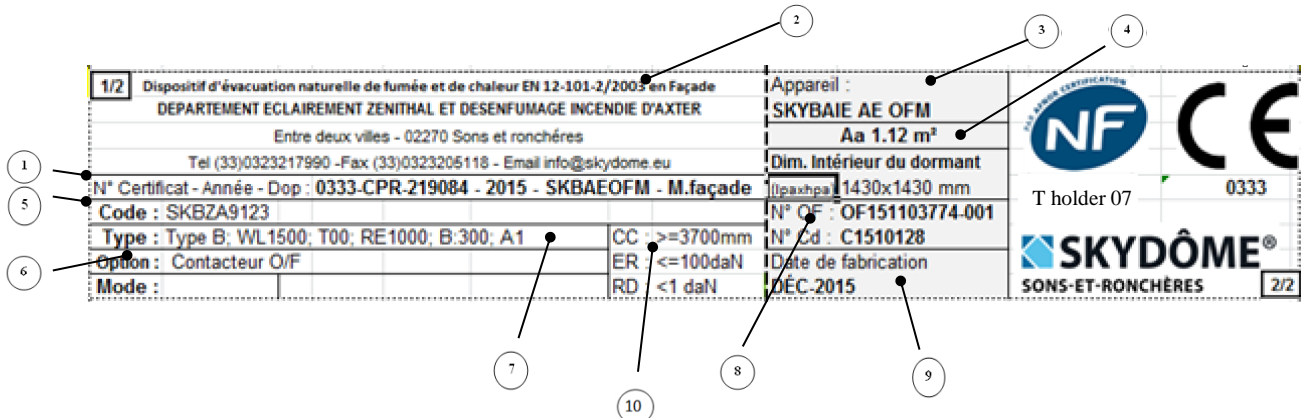 2
3
4
1/2 Dispositif d'évacuation naturelle de fumée et de chaleur EN 12-101-2/2003 en Façade
DEPARTEMENT ECLAIREMENT ZENITHAL ET DESENFUMAGE INCENDIE D'AXTER
Entre deux villes - 02270 Sons et ronchéres
Tel (33)0323217990 -Fax (33)0323205118 - Email info@skydome.eu
1
N° Certificat - Année - Dop : 0333-CPR-219084 - 2015 - SKBAEOFM - M.façade
5
Code : SKBZA9123
Type : Type B; WL1500; T00; RE1000; B:300; A1
6
Option : Contacteur O/F
Mode :
CC : >=3700mm
ER : <=100daN
RD : <1 daN
Appareil :
SKYBAIE AE OFM
Aa 1.12 m²
Dim. Intérieur du dormant
(lpaxhpa) 1430x1430 mm
N° OF : OF151103774-001
N° Cd : C1510128
Date de fabrication
DÉC-2015
PAR AFNOR CERTIFICATION
NF
CE
T holder 07
0333
SKYDÔME®
SONS-ET-RONCHÈRES 2/2
7
8
9
10